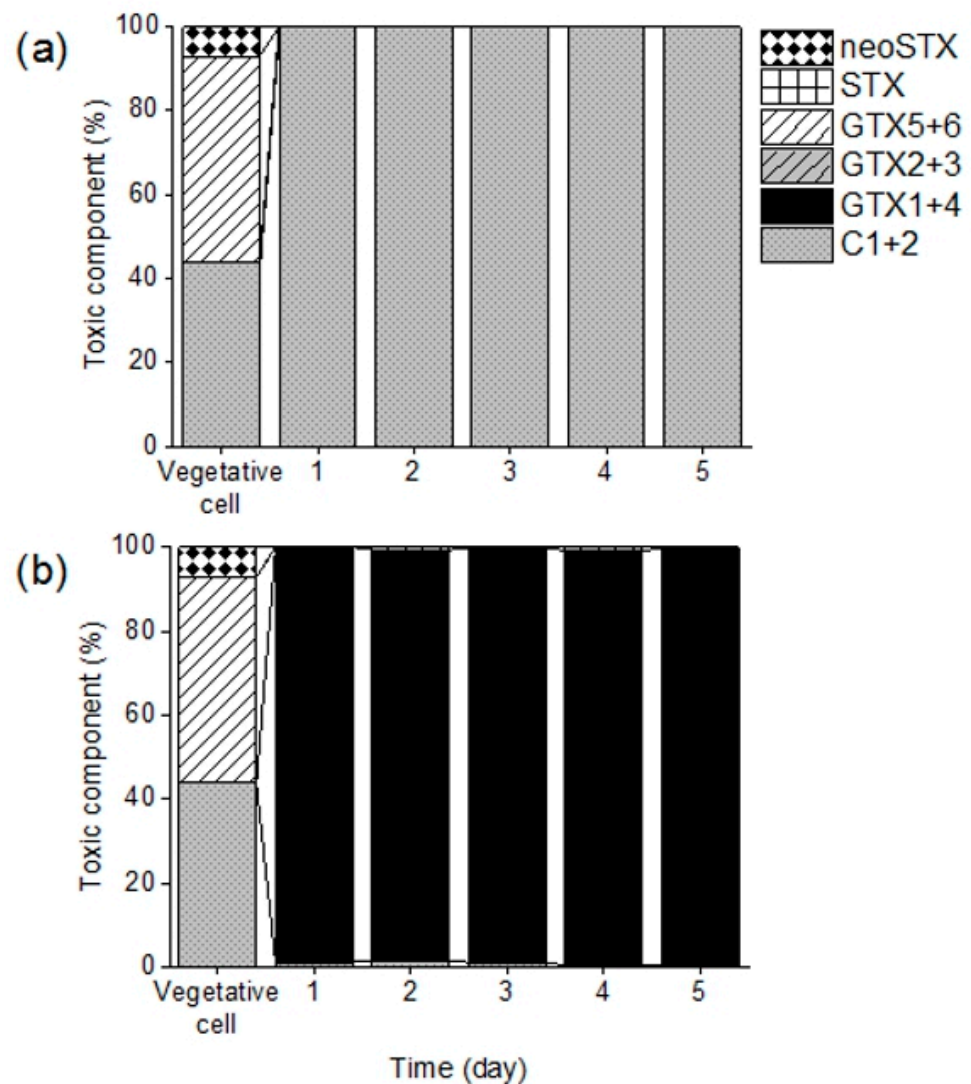 (a)
100
80
60
40
20
0
Toxic component (%)
Vegetative cell 1 2 3 4 5
neoSTX
STX
GTX5+6
GTX2+3
GTX1+4
C1+2
(b)
100
80
60
40
20
0
Toxic component (%)
Vegetative cell 1 2 3 4 5
Time (day)